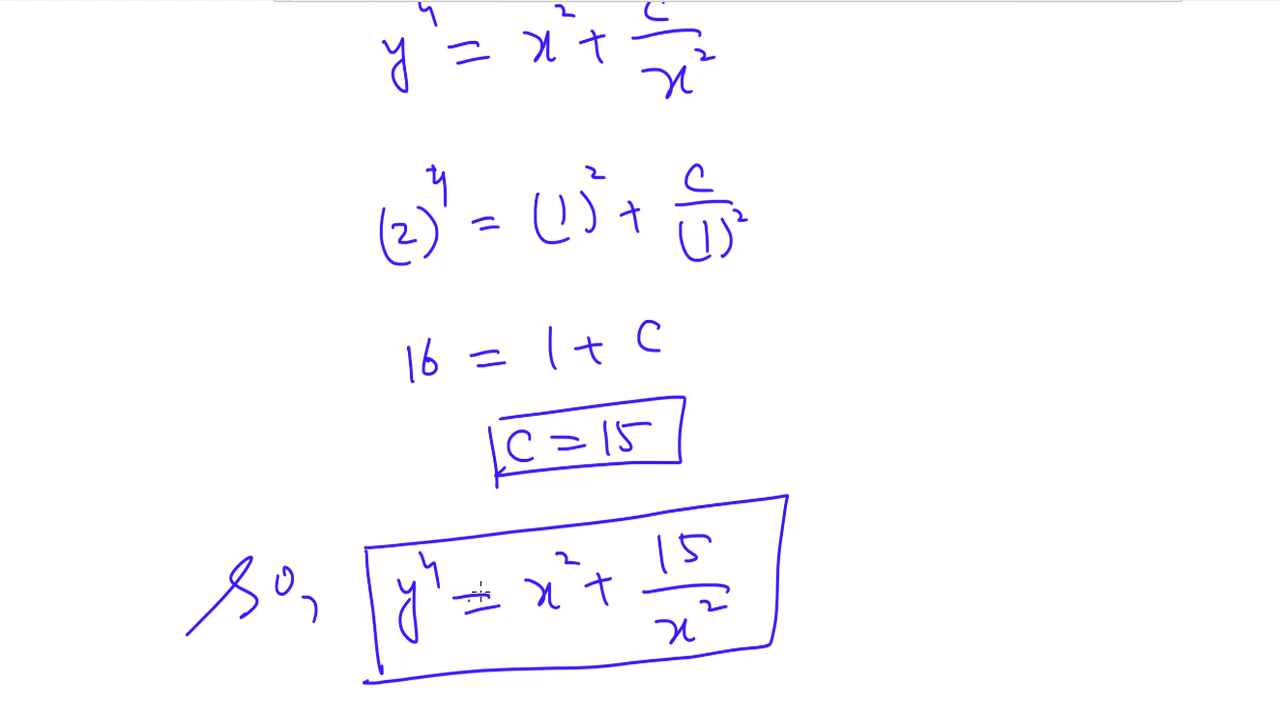 y⁴ = x² + c/x²
(2)⁴ = (1)² + c/(1)²
16 = 1 + c
c = 15
So, y⁴ = x² + 15/x²